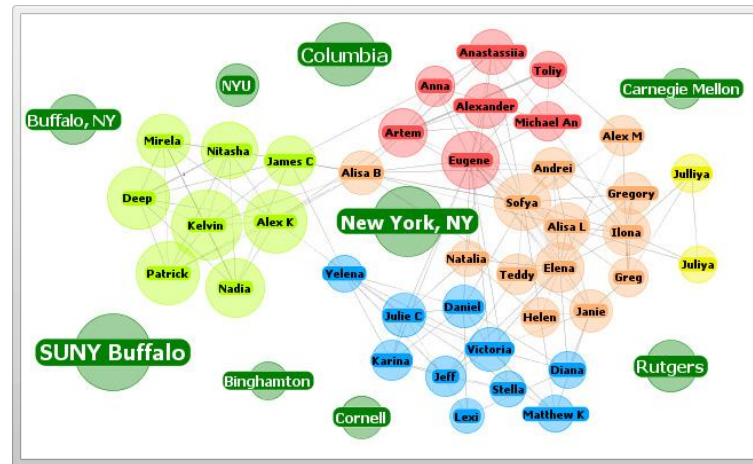 Columbia
Anastassiia
Toliy
NYU
Anna
Carnegie Mellon
Alexander
Buffalo, NY
Michael An
Artem
Alex M
Mirela
Nitasha
James C
Eugene
Alisa B
Andrei
Julliya
Deep
Gregory
Sofya
Kelvin
Alex K
New York, NY
Alisa L
Ilona
Natalia
Juliya
Patrick
Yelena
Teddy
Elena
Greg
Nadia
Daniel
Julie C
Helen
Janie
SUNY Buffalo
Victoria
Karina
Rutgers
Binghamton
Jeff
Diana
Stella
Cornell
Lexi
Matthew K